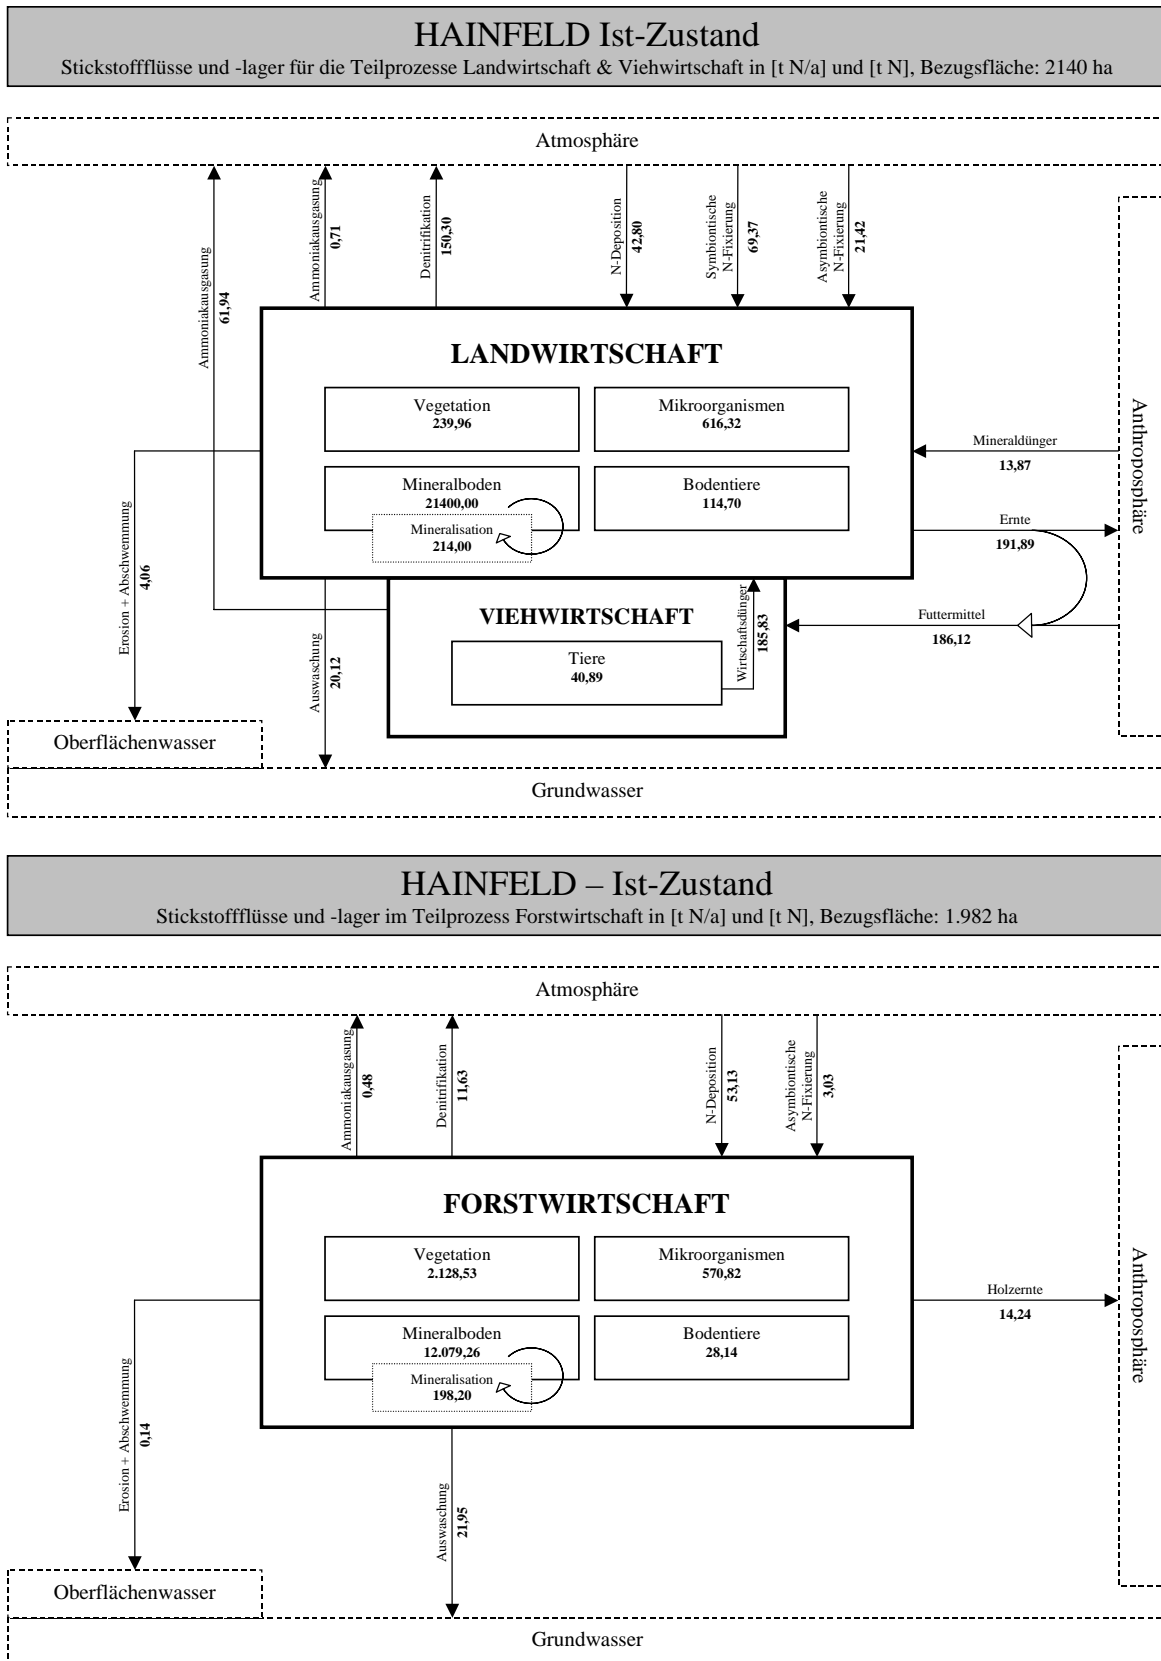 HAINFELD Ist-Zustand
Stickstoffflüsse und -lager für die Teilprozesse Landwirtschaft & Viehwirtschaft in [t N/a] und [t N], Bezugsfläche: 2140 ha
Atmosphäre
Ammoniakausgasung
61,94
Ammoniakausgasung
0,71
Denitrifikation
150,30
N-Deposition
42,80
Symbiontische
N-Fixierung
69,37
Asymbiontische
N-Fixierung
21,42
LANDWIRTSCHAFT
Vegetation
239,96
Mikroorganismen
616,32
Mineralboden
21400,00
Mineralisation
214,00
Bodentiere
114,70
Mineraldünger
13,87
Ernte
191,89
Futtermittel
186,12
Anthroposphäre
Erosion + Abschwemmung
4,06
Auswaschung
20,12
VIEHWIRTSCHAFT
Tiere
40,89
Wirtschaftsdünger
185,83
Oberflächenwasser
Grundwasser
HAINFELD – Ist-Zustand
Stickstoffflüsse und -lager im Teilprozess Forstwirtschaft in [t N/a] und [t N], Bezugsfläche: 1.982 ha
Atmosphäre
Ammoniakausgasung
0,48
Denitrifikation
11,63
N-Deposition
53,13
Asymbiontische
N-Fixierung
3,03
FORSTWIRTSCHAFT
Vegetation
2.128,53
Mikroorganismen
570,82
Mineralboden
12.079,26
Mineralisation
198,20
Bodentiere
28,14
Holzernte
14,24
Anthroposphäre
Erosion + Abschwemmung
0,14
Auswaschung
21,95
Oberflächenwasser
Grundwasser